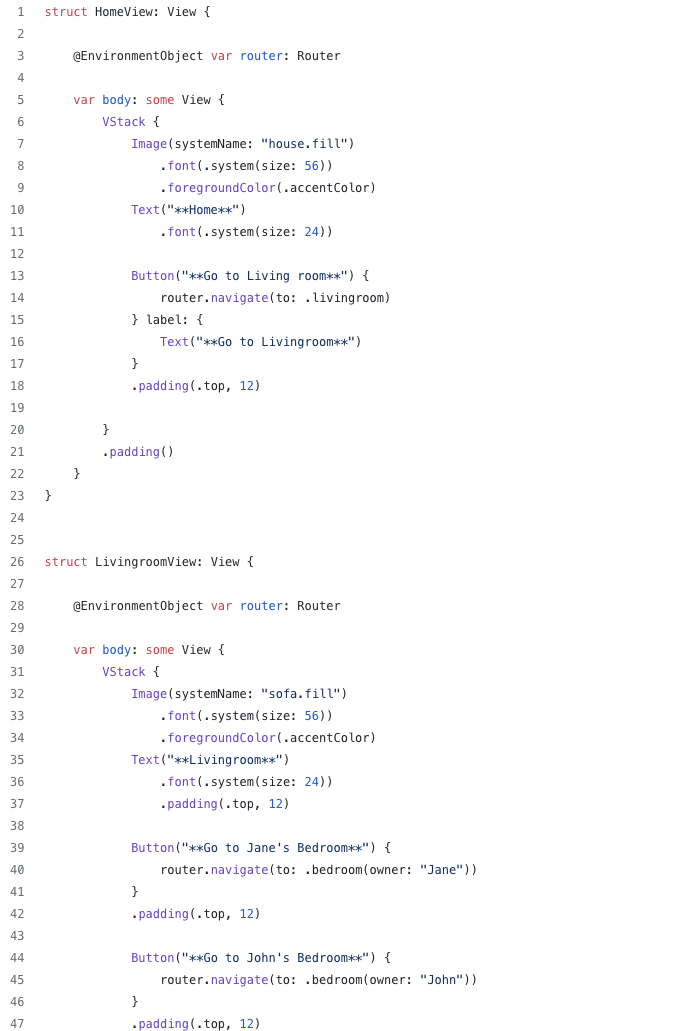 1 struct HomeView: View {
2
3     @EnvironmentObject var router: Router
4
5     var body: some View {
6         VStack {
7             Image(systemName: "house.fill")
8                 .font(.system(size: 56))
9                 .foregroundColor(.accentColor)
10             Text("**Home**")
11                 .font(.system(size: 24))
12
13             Button("**Go to Living room**") {
14                 router.navigate(to: .livingroom)
15             } label: {
16                 Text("**Go to Livingroom**")
17             }
18             .padding(.top, 12)
19
20         }
21         .padding()
22     }
23 }
24
25
26 struct LivingroomView: View {
27
28     @EnvironmentObject var router: Router
29
30     var body: some View {
31         VStack {
32             Image(systemName: "sofa.fill")
33                 .font(.system(size: 56))
34                 .foregroundColor(.accentColor)
35             Text("**Livingroom**")
36                 .font(.system(size: 24))
37                 .padding(.top, 12)
38
39             Button("**Go to Jane's Bedroom**") {
40                 router.navigate(to: .bedroom(owner: "Jane"))
41             }
42             .padding(.top, 12)
43
44             Button("**Go to John's Bedroom**") {
45                 router.navigate(to: .bedroom(owner: "John"))
46             }
47             .padding(.top, 12)